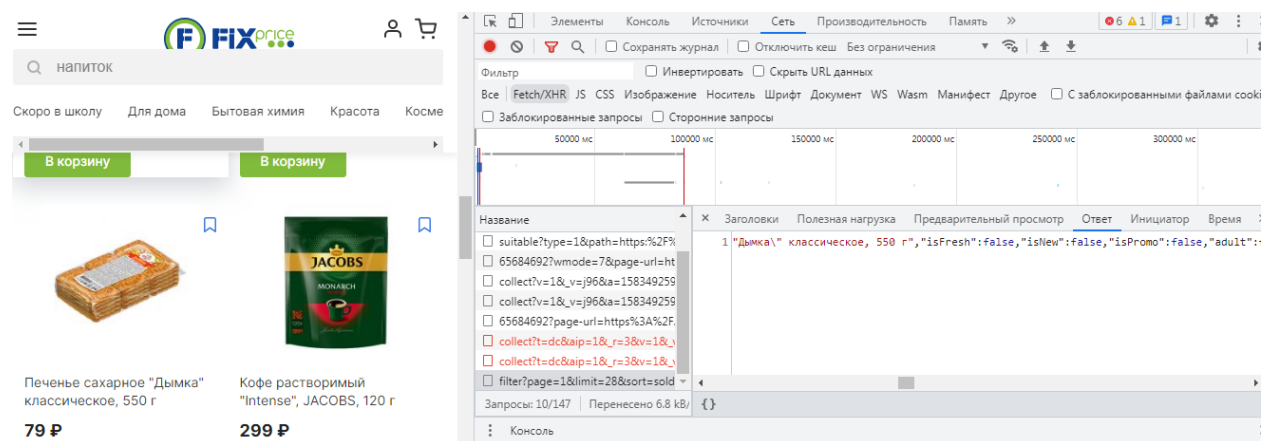 FiXprice
напиток
Скоро в школу Для дома Бытовая химия Красота Косме
В корзину В корзину
JACOBS
MONARCH
Печенье сахарное "Дымка" классическое, 550 г
Кофе растворимый "Intense", JACOBS, 120 г
79 ₽ 299 ₽
Элементы Консоль Источники Сеть Производительность Память » 6 1 1
Сохранять журнал Отключить кеш Без ограничения
Фильтр Инвертировать Скрыть URL данных
Все Fetch/XHR JS CSS Изображение Носитель Шрифт Документ WS Wasm Манифест Другое С заблокированными файлами cooki
Заблокированные запросы Сторонние запросы
50000 мс 100000 мс 150000 мс 200000 мс 250000 мс 300000 мс
Название
suitable?type=1&path=https:%2F%
65684692?wmode=7&page-url=ht
collect?v=1&_v=j96&a=158349259
collect?v=1&_v=j96&a=158349259
65684692?page-url=https%3A%2F.
collect?t=dc&aip=1&_r=3&v=1&_v
collect?t=dc&aip=1&_r=3&v=1&_v
filter?page=1&limit=28&sort=sold
Запросы: 10/147 Перенесено 6.8 kB/
× Заголовки Полезная нагрузка Предварительный просмотр Ответ Инициатор Время
1 "Дымка\" классическое, 550 г","isFresh":false,"isNew":false,"isPromo":false,"adult":
{}
Консоль